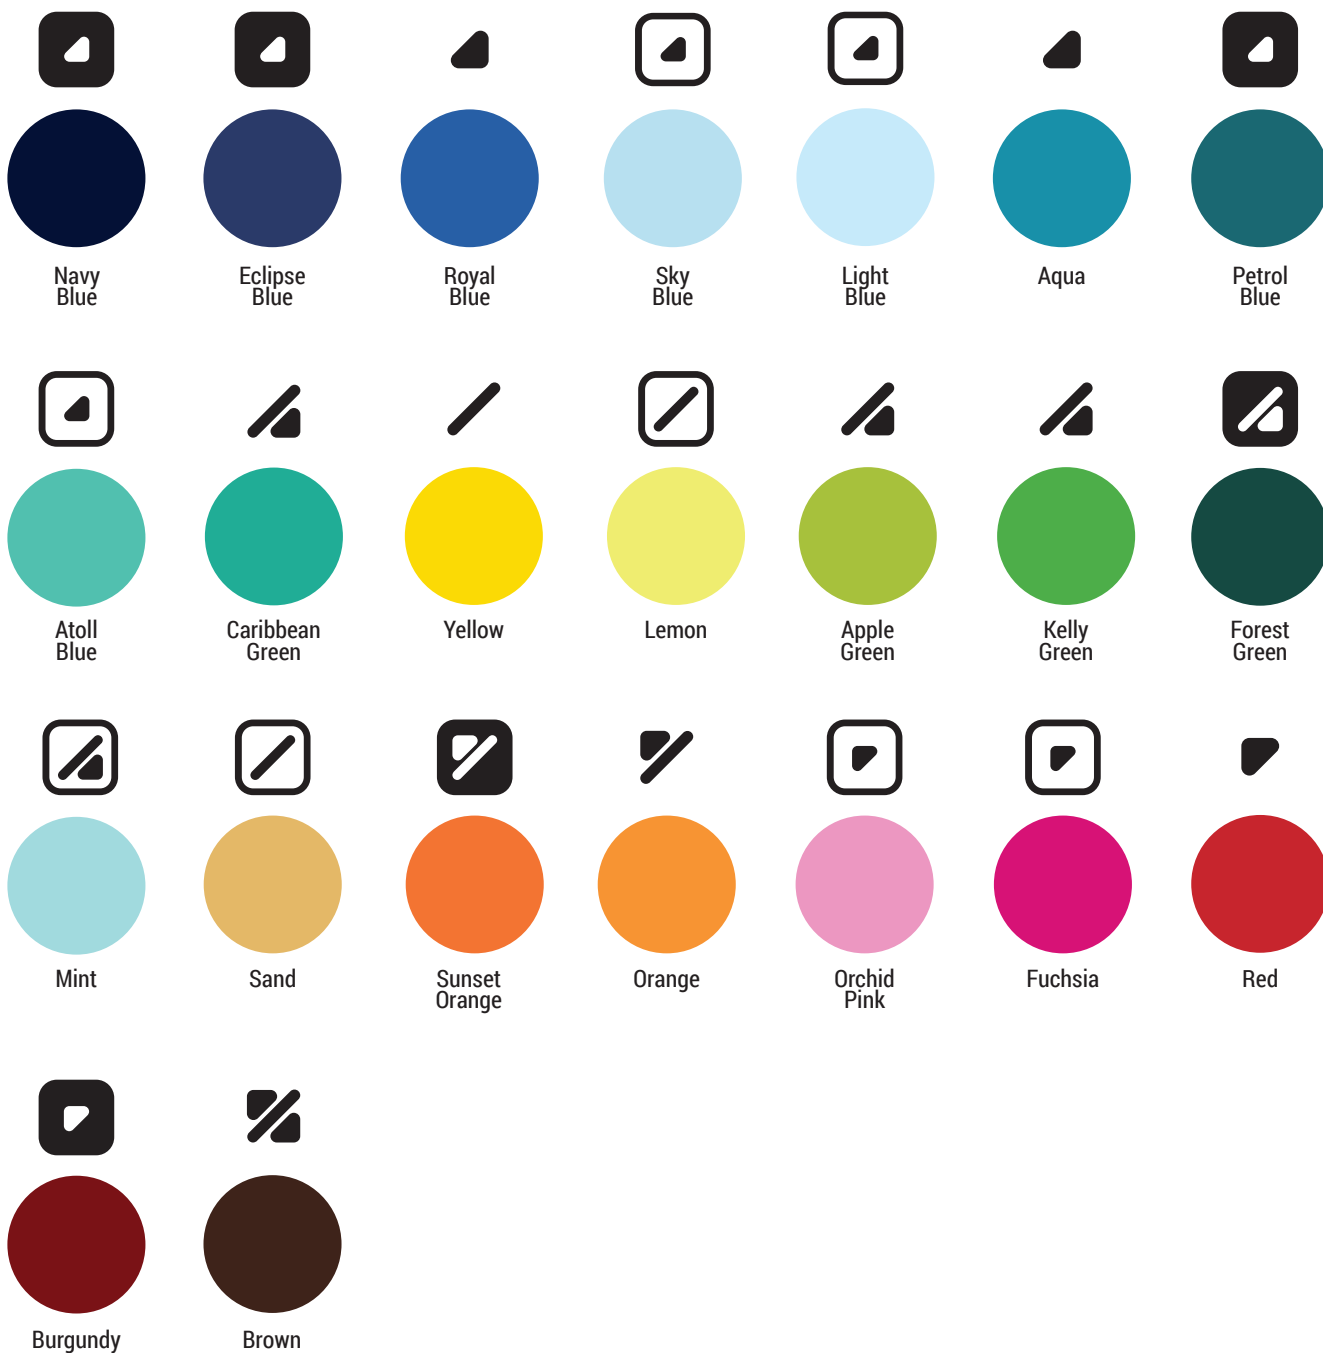 Navy
Blue
Eclipse
Blue
Royal
Blue
Sky
Blue
Light
Blue
Aqua
Petrol
Blue
Atoll
Blue
Caribbean
Green
Yellow
Lemon
Apple
Green
Kelly
Green
Forest
Green
Mint
Sand
Sunset
Orange
Orange
Orchid
Pink
Fuchsia
Red
Burgundy
Brown